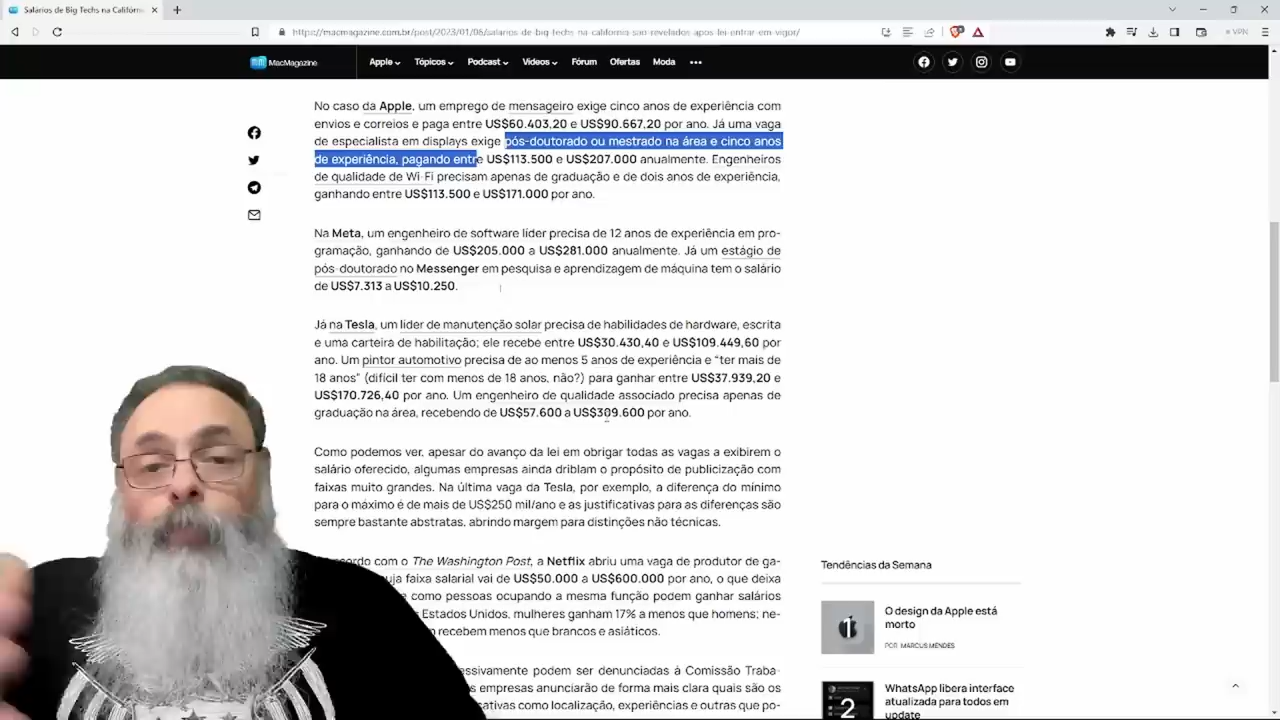 Salários de Big Techs na Califórn
https://macmagazine.com.br/post/2023/01/06/salarios-de-big-techs-na-california-sao-revelados-apos-lei-entrar-em-vigor/
VPN
MacMagazine
Apple
Tópicos
Podcast
Vídeos
Fórum
Ofertas
Moda
No caso da Apple, um emprego de mensageiro exige cinco anos de experiência com
envios e correios e paga entre US$60.403,20 e US$90.667,20 por ano. Já uma vaga
de especialista em displays exige pós-doutorado ou mestrado na área e cinco anos
de experiência, pagando entre US$113.500 e US$207.000 anualmente. Engenheiros
de qualidade de Wi-Fi precisam apenas de graduação e de dois anos de experiência,
ganhando entre US$113.500 e US$171.000 por ano.
Na Meta, um engenheiro de software líder precisa de 12 anos de experiência em pro-
gramação, ganhando de US$205.000 a US$281.000 anualmente. Já um estágio de
pós-doutorado no Messenger em pesquisa e aprendizagem de máquina tem o salário
de US$7.313 a US$10.250.
Já na Tesla, um líder de manutenção solar precisa de habilidades de hardware, escrita
e uma carteira de habilitação; ele recebe entre US$30.430,40 e US$109.449,60 por
ano. Um pintor automotivo precisa de ao menos 5 anos de experiência e “ter mais de
18 anos” (difícil ter com menos de 18 anos, não?) para ganhar entre US$37.939,20 e
US$170.726,40 por ano. Um engenheiro de qualidade associado precisa apenas de
graduação na área, recebendo de US$57.600 a US$309.600 por ano.
Como podemos ver, apesar do avanço da lei em obrigar todas as vagas a exibirem o
salário oferecido, algumas empresas ainda driblam o propósito de publicização com
faixas muito grandes. Na última vaga da Tesla, por exemplo, a diferença do mínimo
para o máximo é de mais de US$250 mil/ano e as justificativas para as diferenças são
sempre bastante abstratas, abrindo margem para distinções não técnicas.
com o The Washington Post, a Netflix abriu uma vaga de produtor de ga-
faixa salarial vai de US$50.000 a US$600.000 por ano, o que deixa
como pessoas ocupando a mesma função podem ganhar salários
Estados Unidos, mulheres ganham 17% a menos que homens; ne-
recebem menos que brancos e asiáticos.
podem ser denunciadas à Comissão Traba-
empresas anunciarão de forma mais clara quais são os
como localização, experiências e outras que po-
Tendências da Semana
O design da Apple está
morto
POR MARCUS MENDES
1
WhatsApp libera interface
atualizada para todos em
update
2